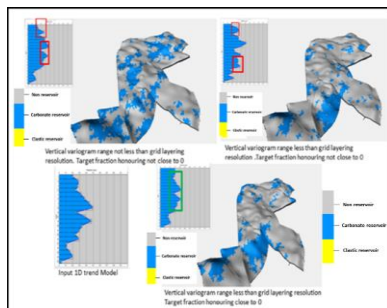 Non reservoir
Carbonate reservoir
Clastic reservoir
Vertical variogram range not less than grid layering
resolution. Target fraction honouring not close to 0
Non reservoir
Carbonate reservoir
Clastic reservoir
Vertical variogram range less than grid layering
resolution .Target fraction honouring not close to 0
Input 1D trend Model
Non reservoir
Carbonate reservoir
Clastic reservoir
Non reservoir
Carbonate reservoir
Clastic reservoir
Vertical variogram range less than grid layering resolution
Target fraction honouring close to 0